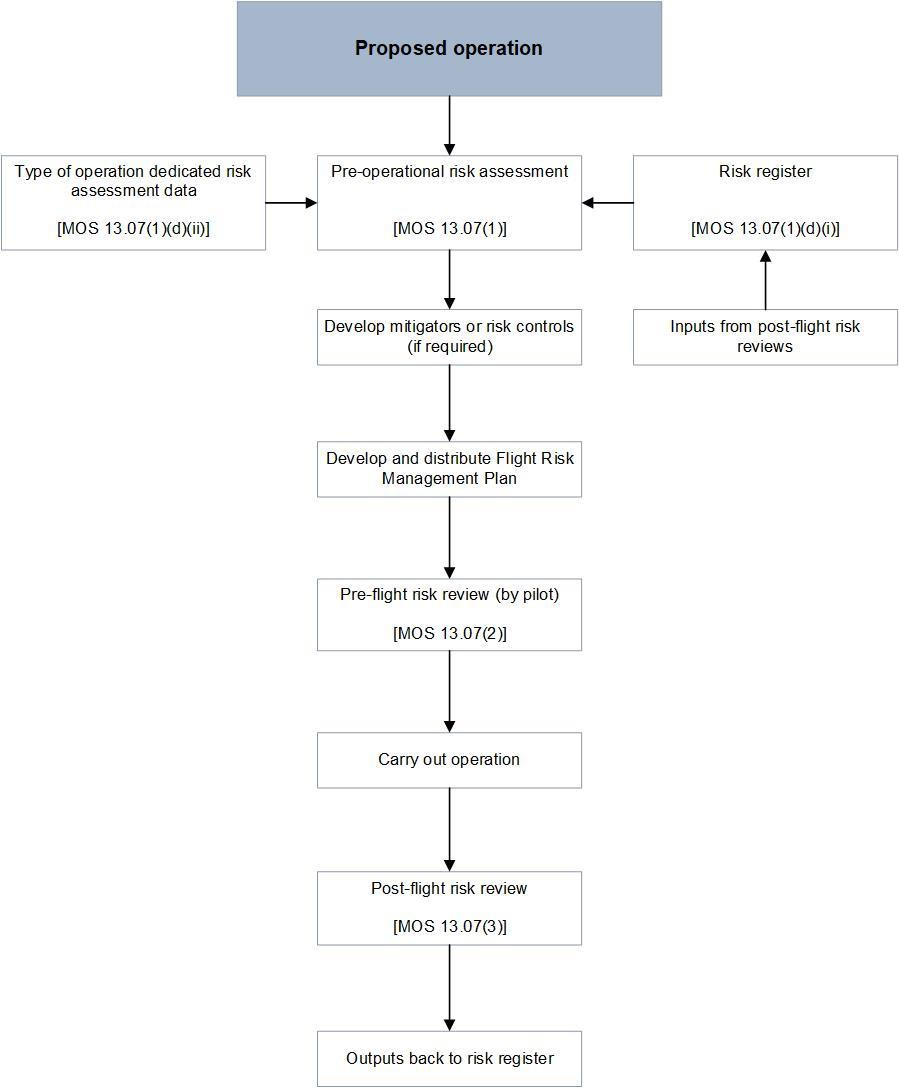 Proposed operation
Type of operation dedicated risk
assessment data
[MOS 13.07(1)(d)(ii)]
Pre-operational risk assessment
[MOS 13.07(1)]
Risk register
[MOS 13.07(1)(d)(i)]
Develop mitigators or risk controls
(if required)
Inputs from post-flight risk
reviews
Develop and distribute Flight Risk
Management Plan
Pre-flight risk review (by pilot)
[MOS 13.07(2)]
Carry out operation
Post-flight risk review
[MOS 13.07(3)]
Outputs back to risk register